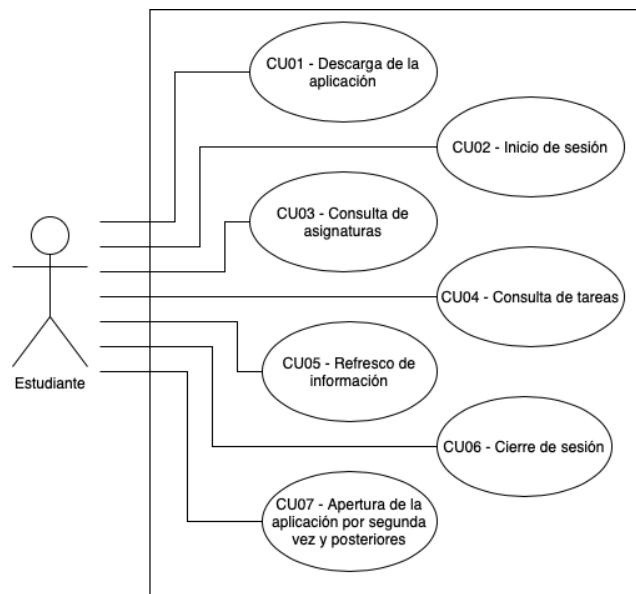 CU01 - Descarga de la
aplicación
CU02 - Inicio de sesión
CU03 - Consulta de
asignaturas
CU04 - Consulta de tareas
CU05 - Refresco de
información
Estudiante
CU06 - Cierre de sesión
CU07 - Apertura de la
aplicación por segunda
vez y posteriores